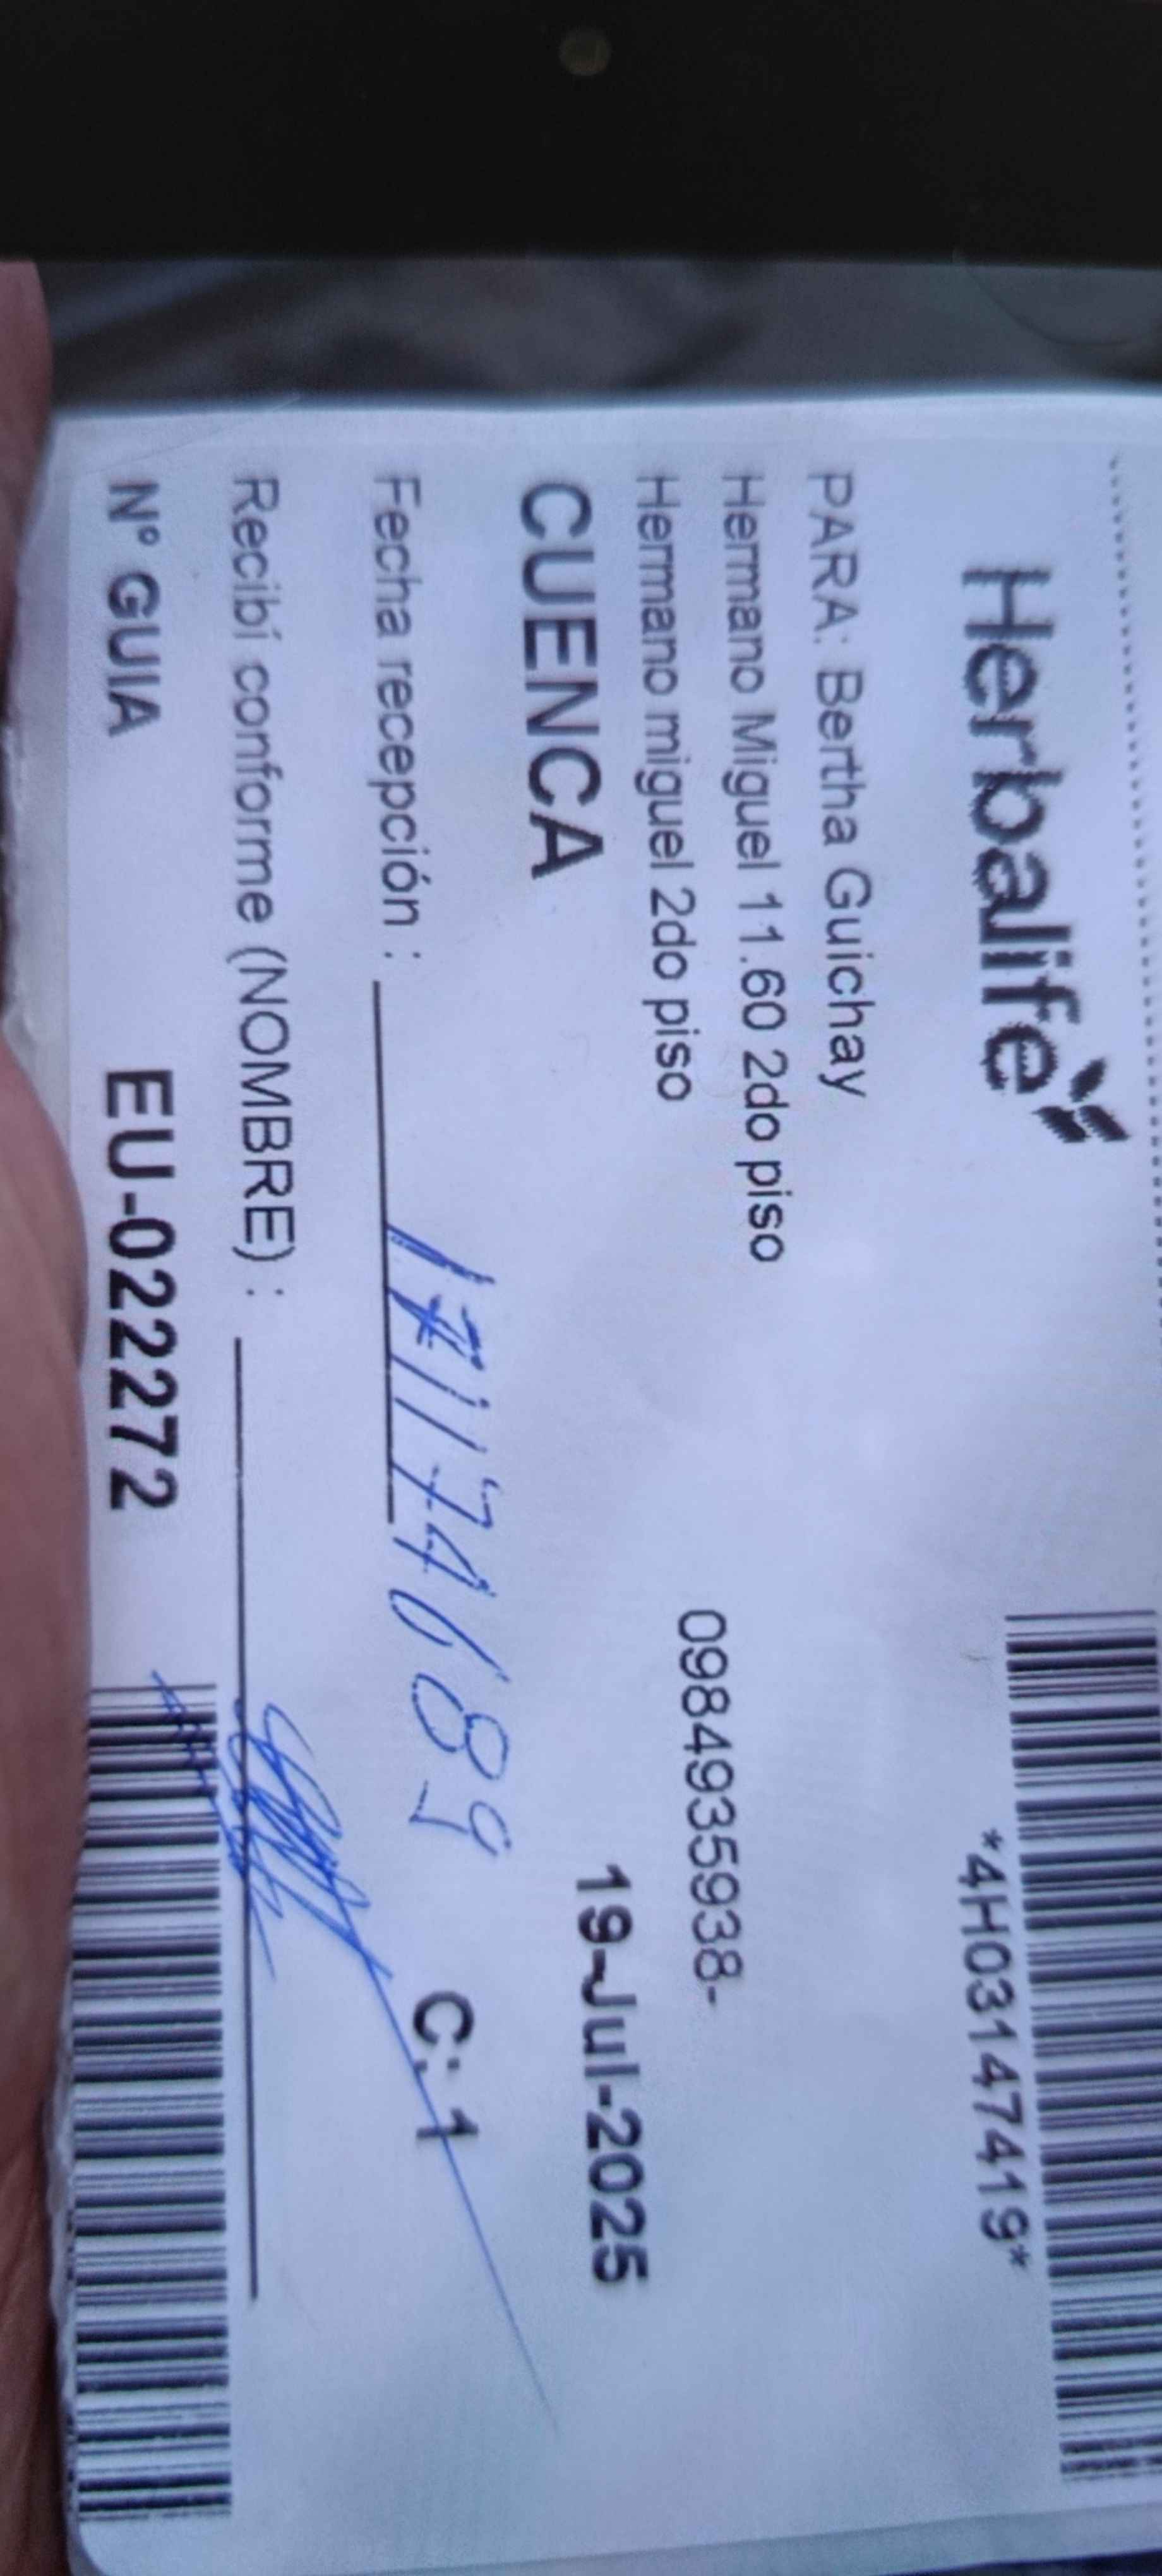 Herbalife
*4H03147419*
PARA: Bertha Guichay
Hermano Miguel 11.60 2do piso
Hermano miguel 2do piso
0984935938-
CUENCA
19-Jul-2025
Fecha recepción :
C: 1
Recibí conforme (NOMBRE) :
Nº GUIA EU-022272